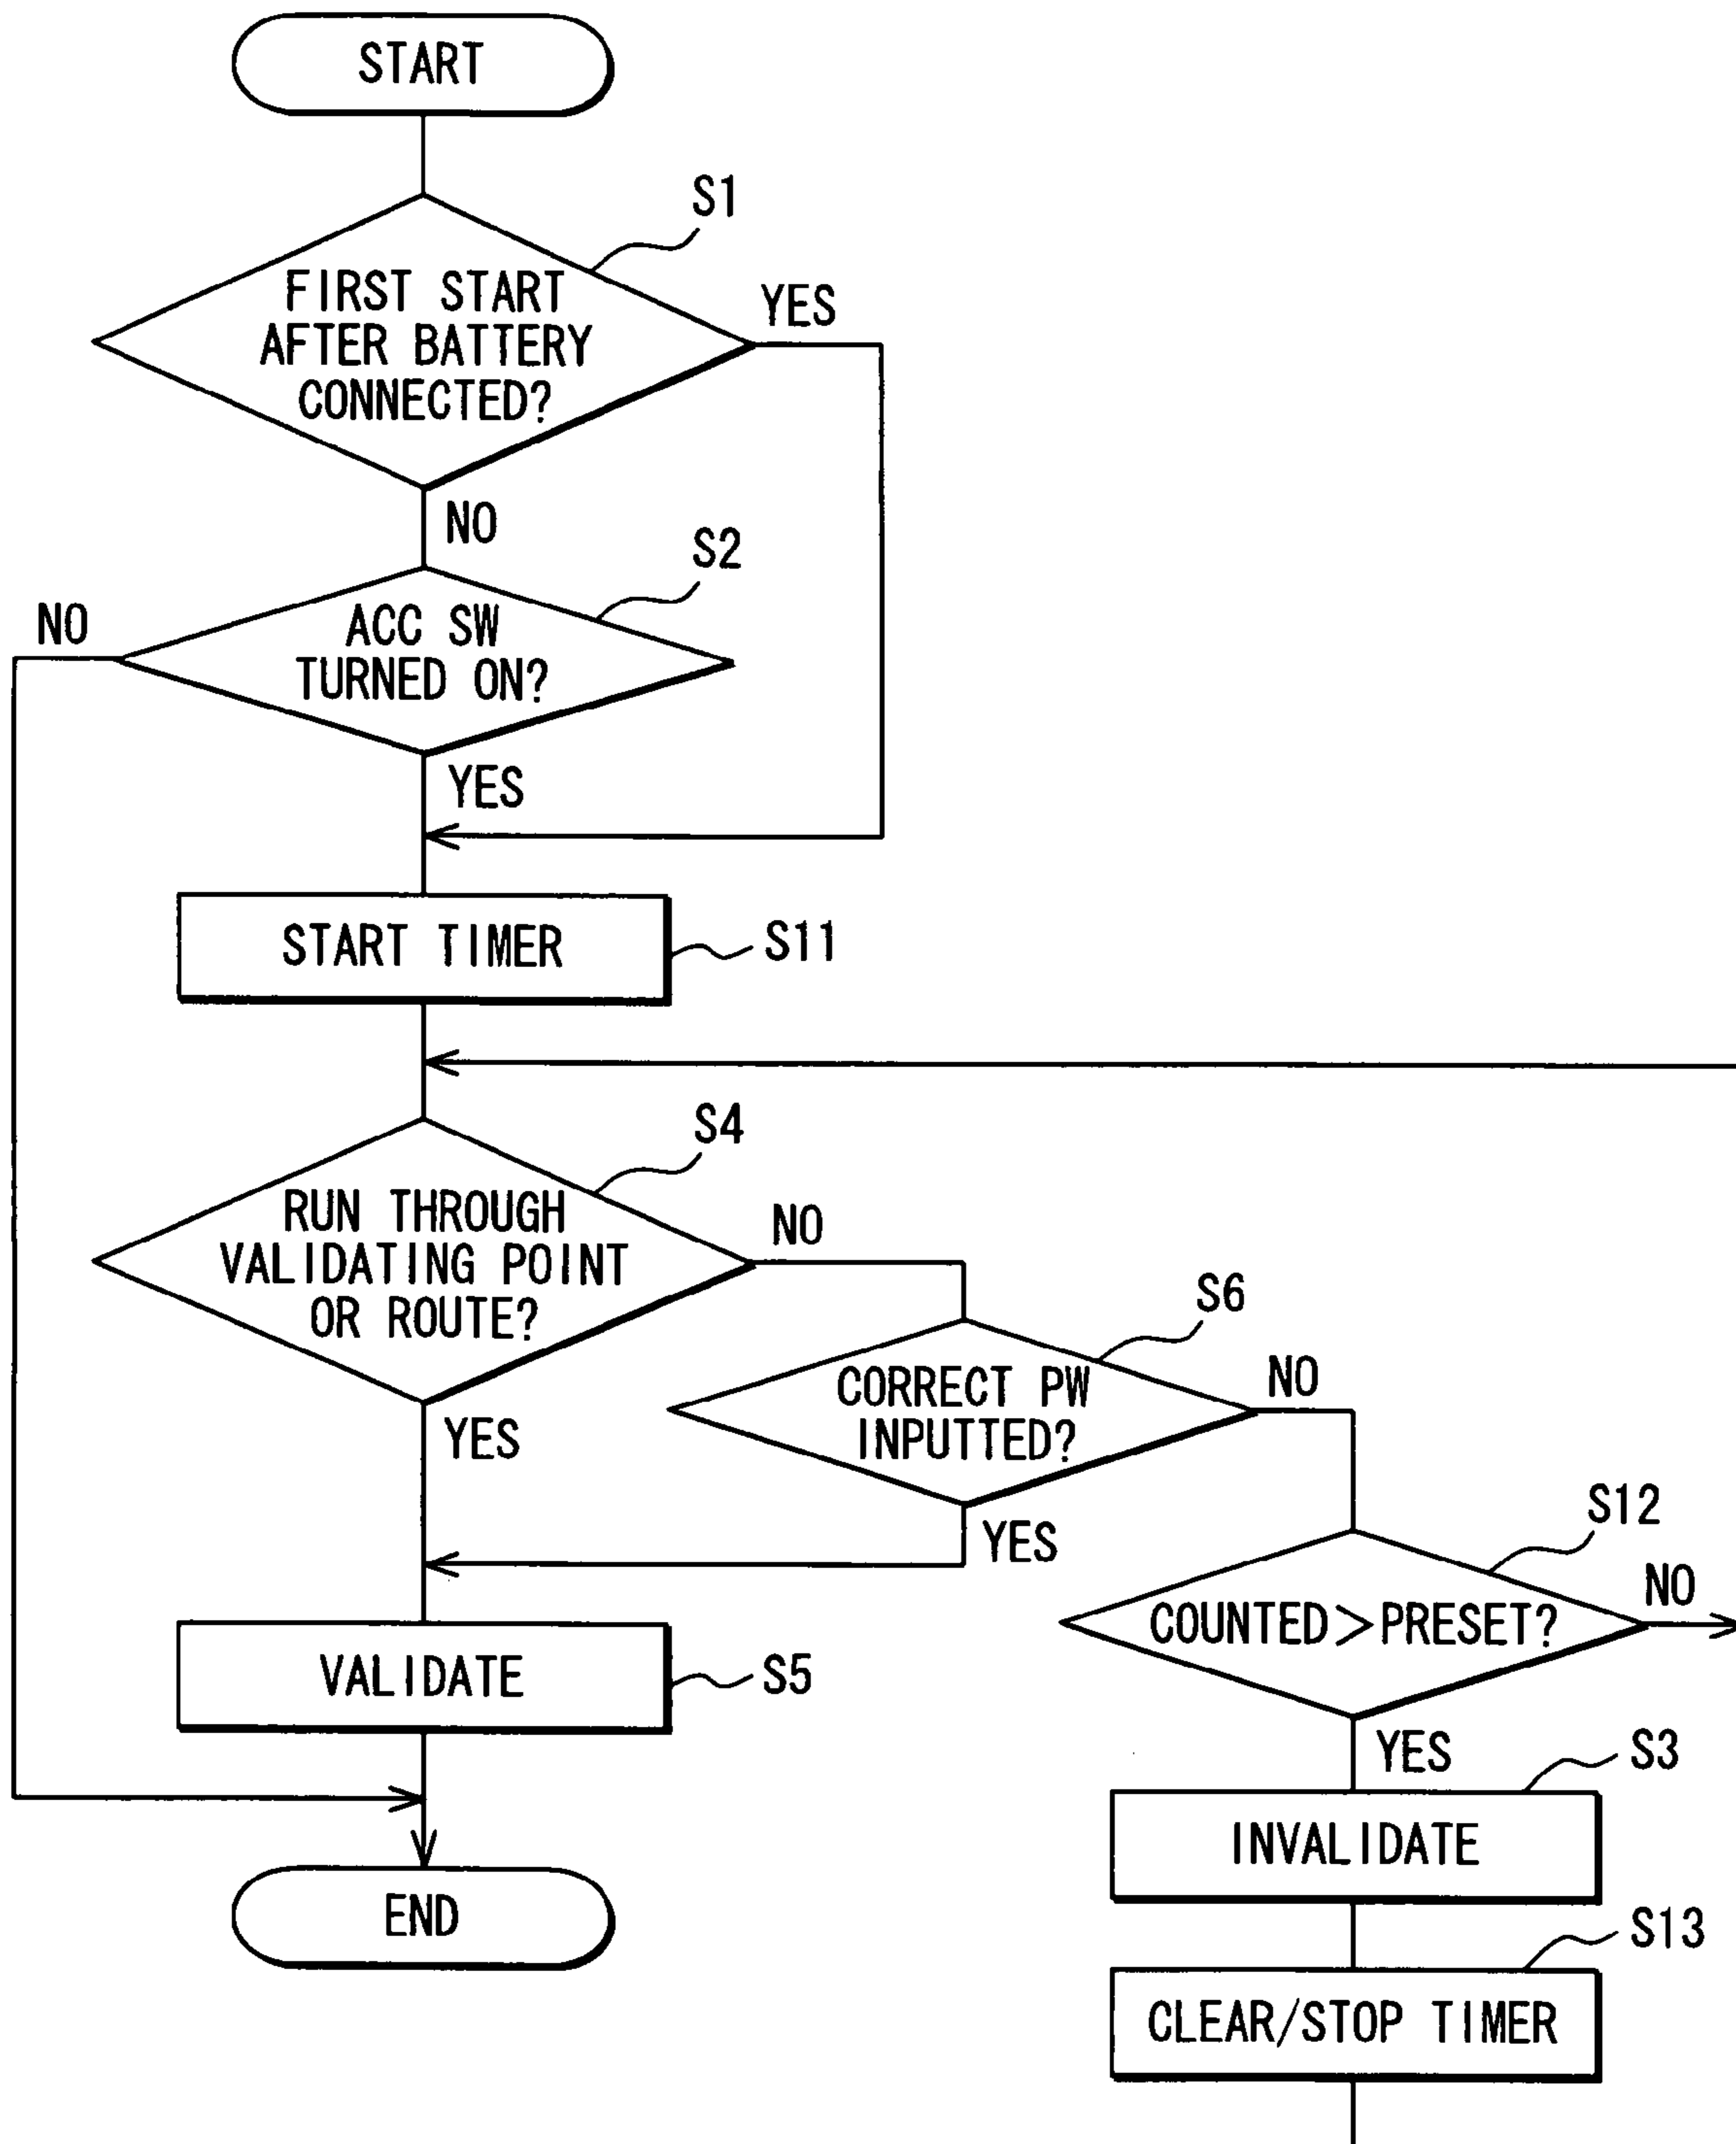 START
S1
FIRST START
AFTER BATTERY
CONNECTED?
YES
NO
S2
NO
ACC SW
TURNED ON?
YES
START TIMER
S11
S4
RUN THROUGH
VALIDATING POINT
OR ROUTE?
NO
YES
S6
CORRECT PW
INPUTTED?
NO
YES
S12
COUNTED>PRESET?
NO
YES
VALIDATE
S5
S3
INVALIDATE
END
S13
CLEAR/STOP TIMER